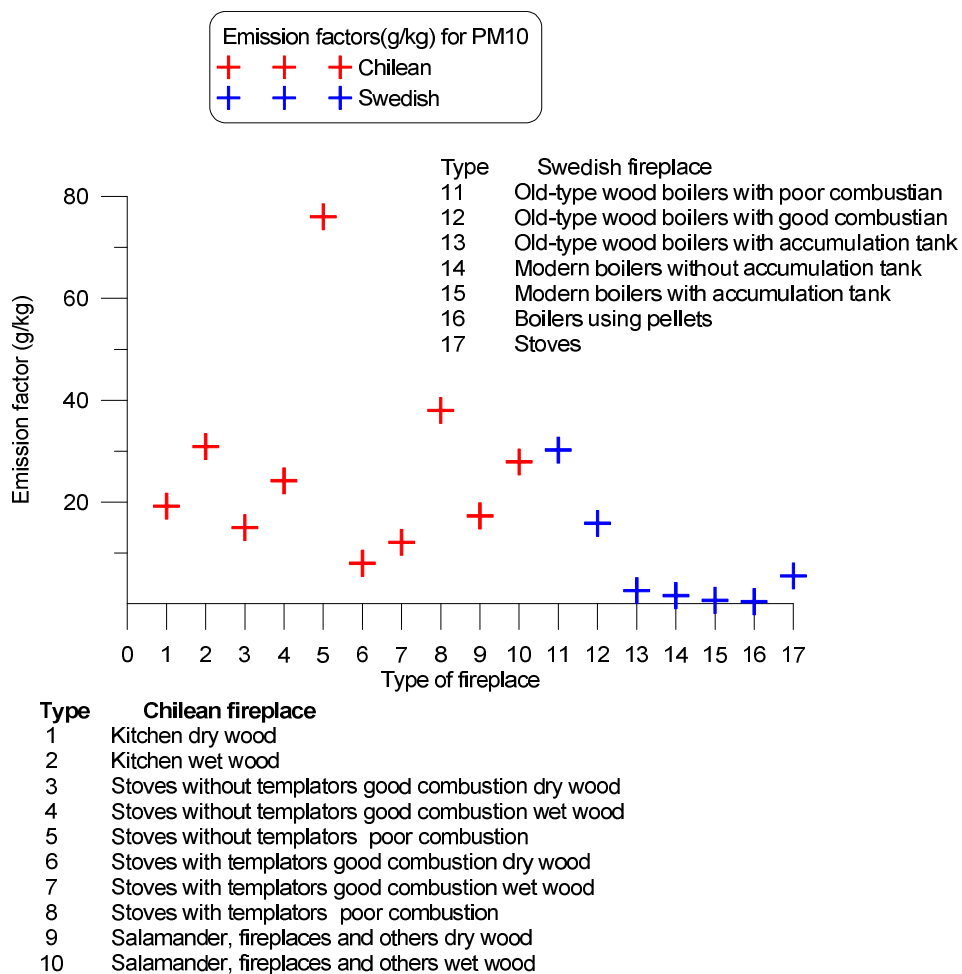 Emission factors(g/kg) for PM10
Chilean
Swedish
Type Swedish fireplace
11 Old-type wood boilers with poor combustian
12 Old-type wood boilers with good combustian
13 Old-type wood boilers with accumulation tank
14 Modern boilers without accumulation tank
15 Modern boilers with accumulation tank
16 Boilers using pellets
17 Stoves
Emission factor (g/kg)
80
60
40
20
0 1 2 3 4 5 6 7 8 9 10 11 12 13 14 15 16 17
Type of fireplace
Type Chilean fireplace
1 Kitchen dry wood
2 Kitchen wet wood
3 Stoves without templators good combustion dry wood
4 Stoves without templators good combustion wet wood
5 Stoves without templators poor combustion
6 Stoves with templators good combustion dry wood
7 Stoves with templators good combustion wet wood
8 Stoves with templators poor combustion
9 Salamander, fireplaces and others dry wood
10 Salamander, fireplaces and others wet wood